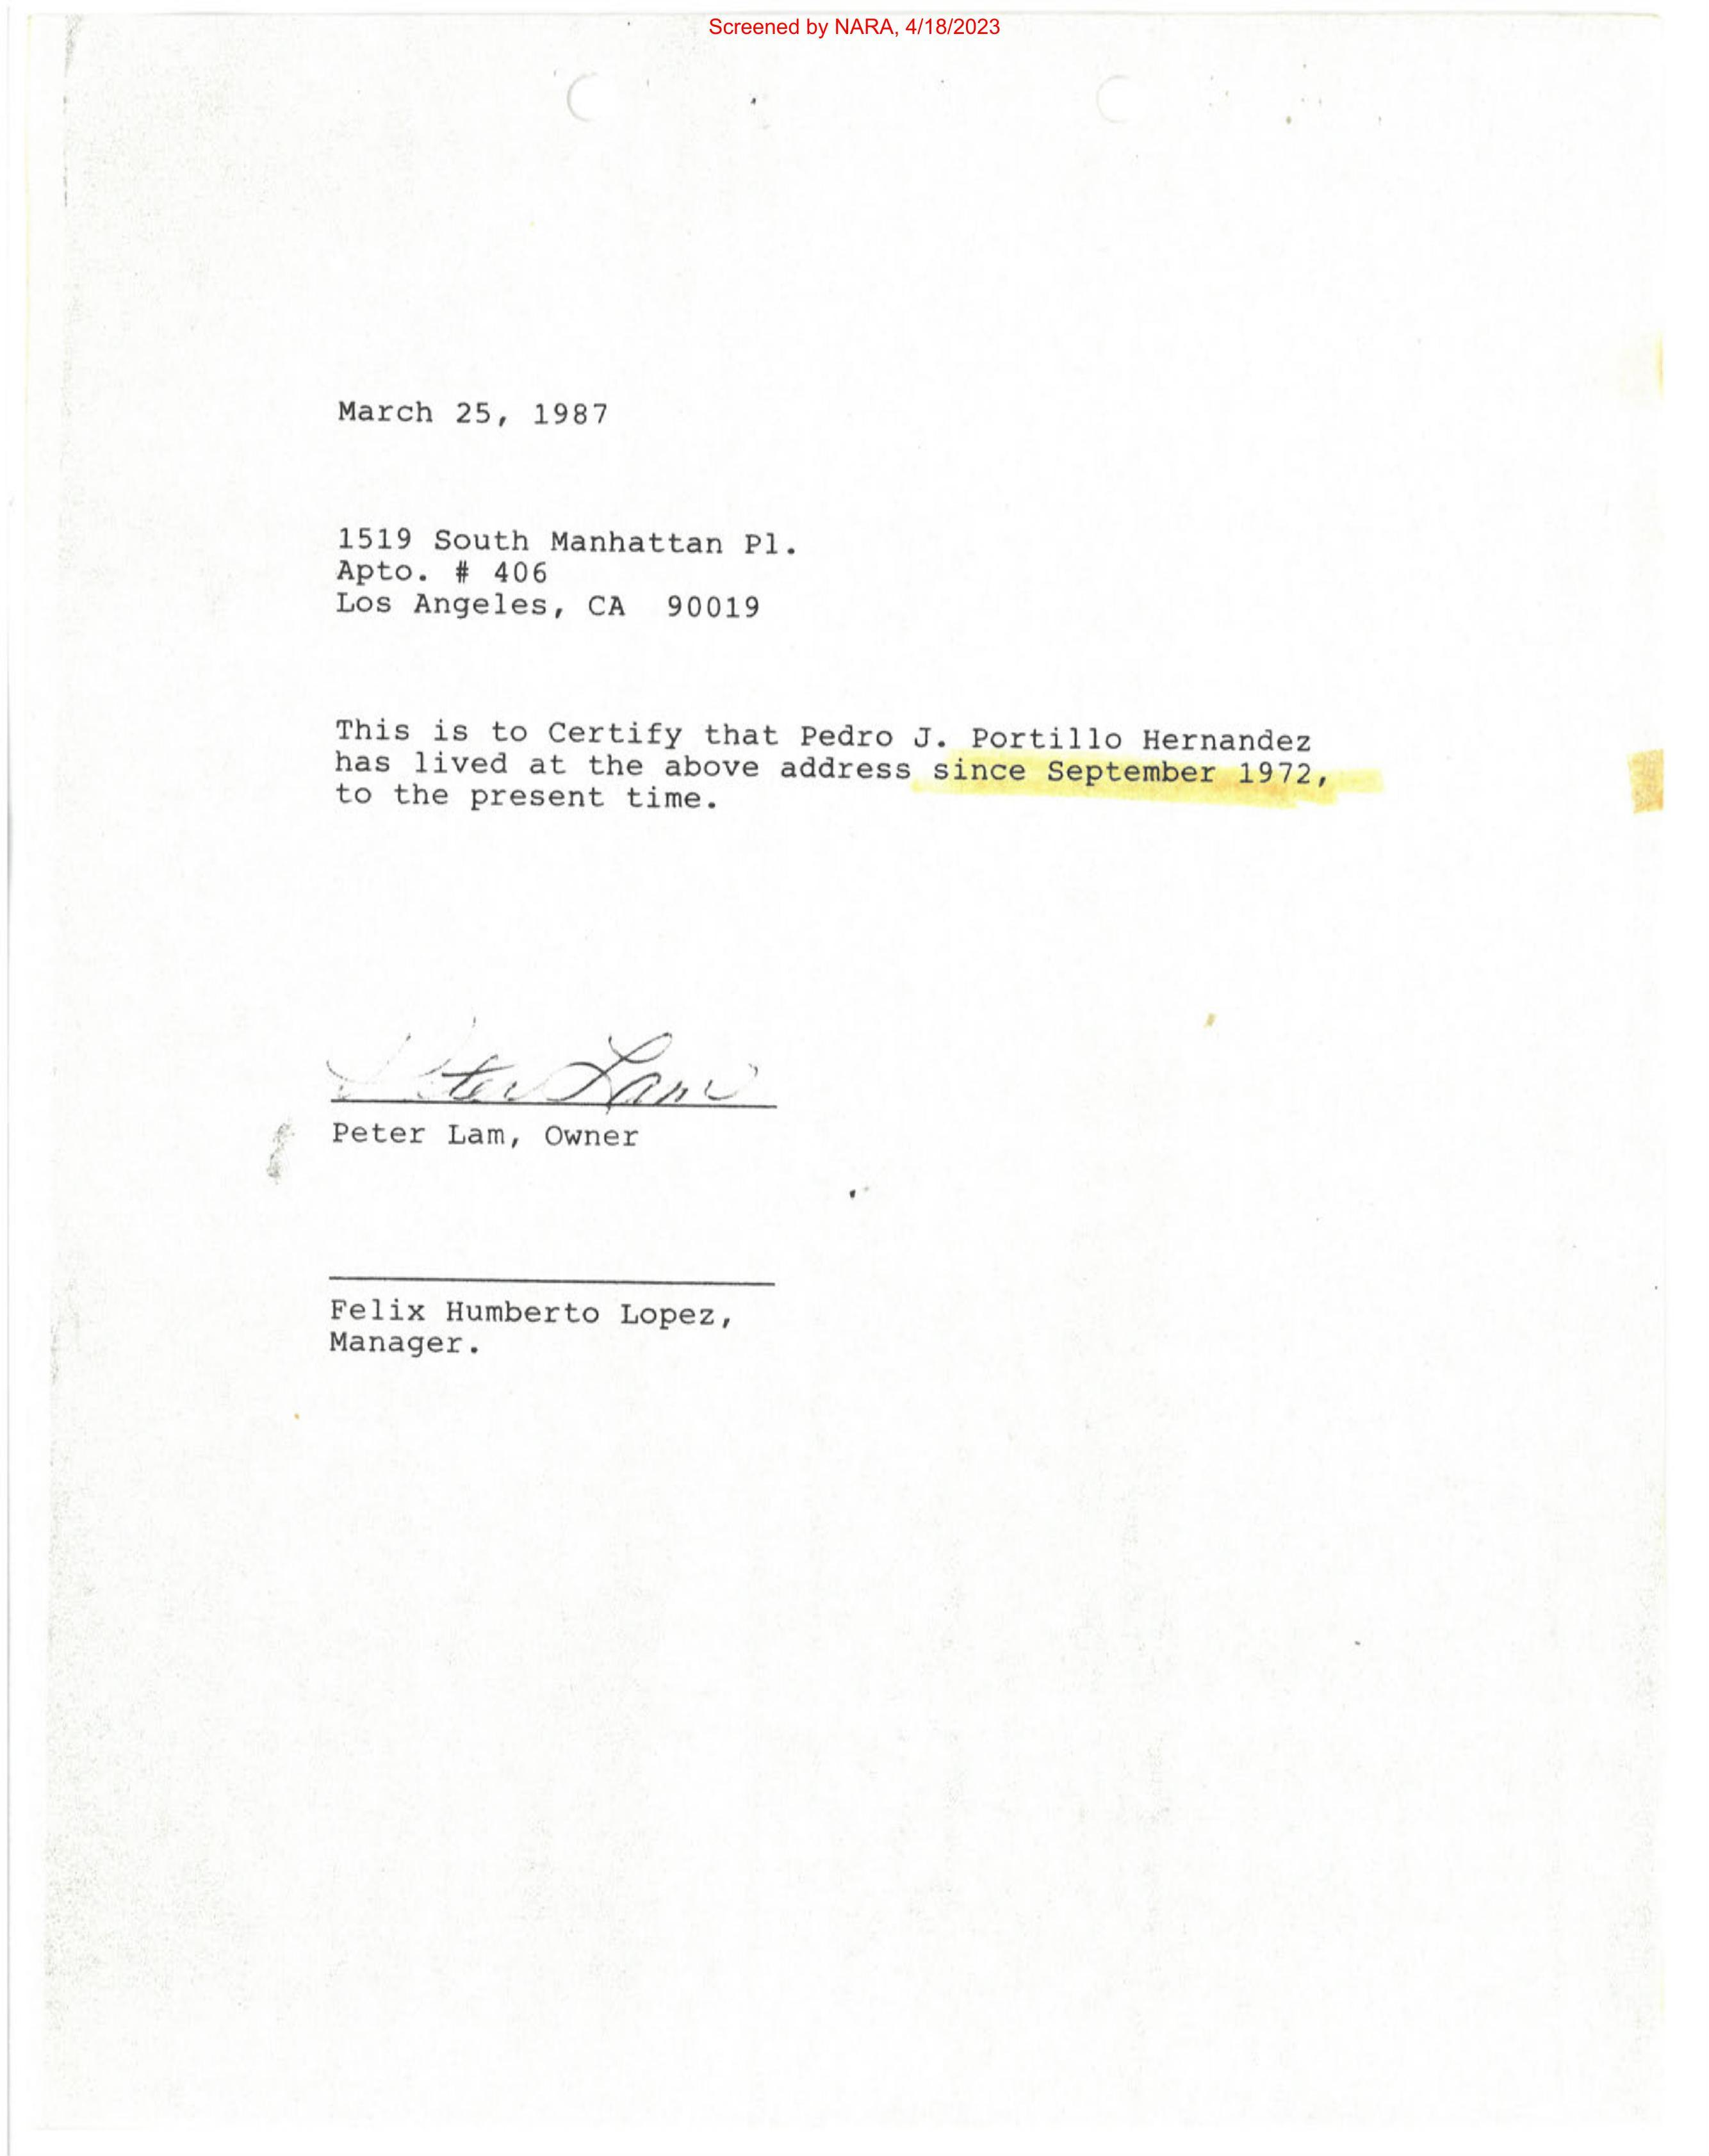 Screened by NARA, 4/18/2023
March 25, 1987
1519 South Manhattan Pl.
Apto. # 406
Los Angeles, CA  90019
This is to Certify that Pedro J. Portillo Hernandez
has lived at the above address since September 1972,
to the present time.
Peter Lam
Peter Lam, Owner
Felix Humberto Lopez,
Manager.